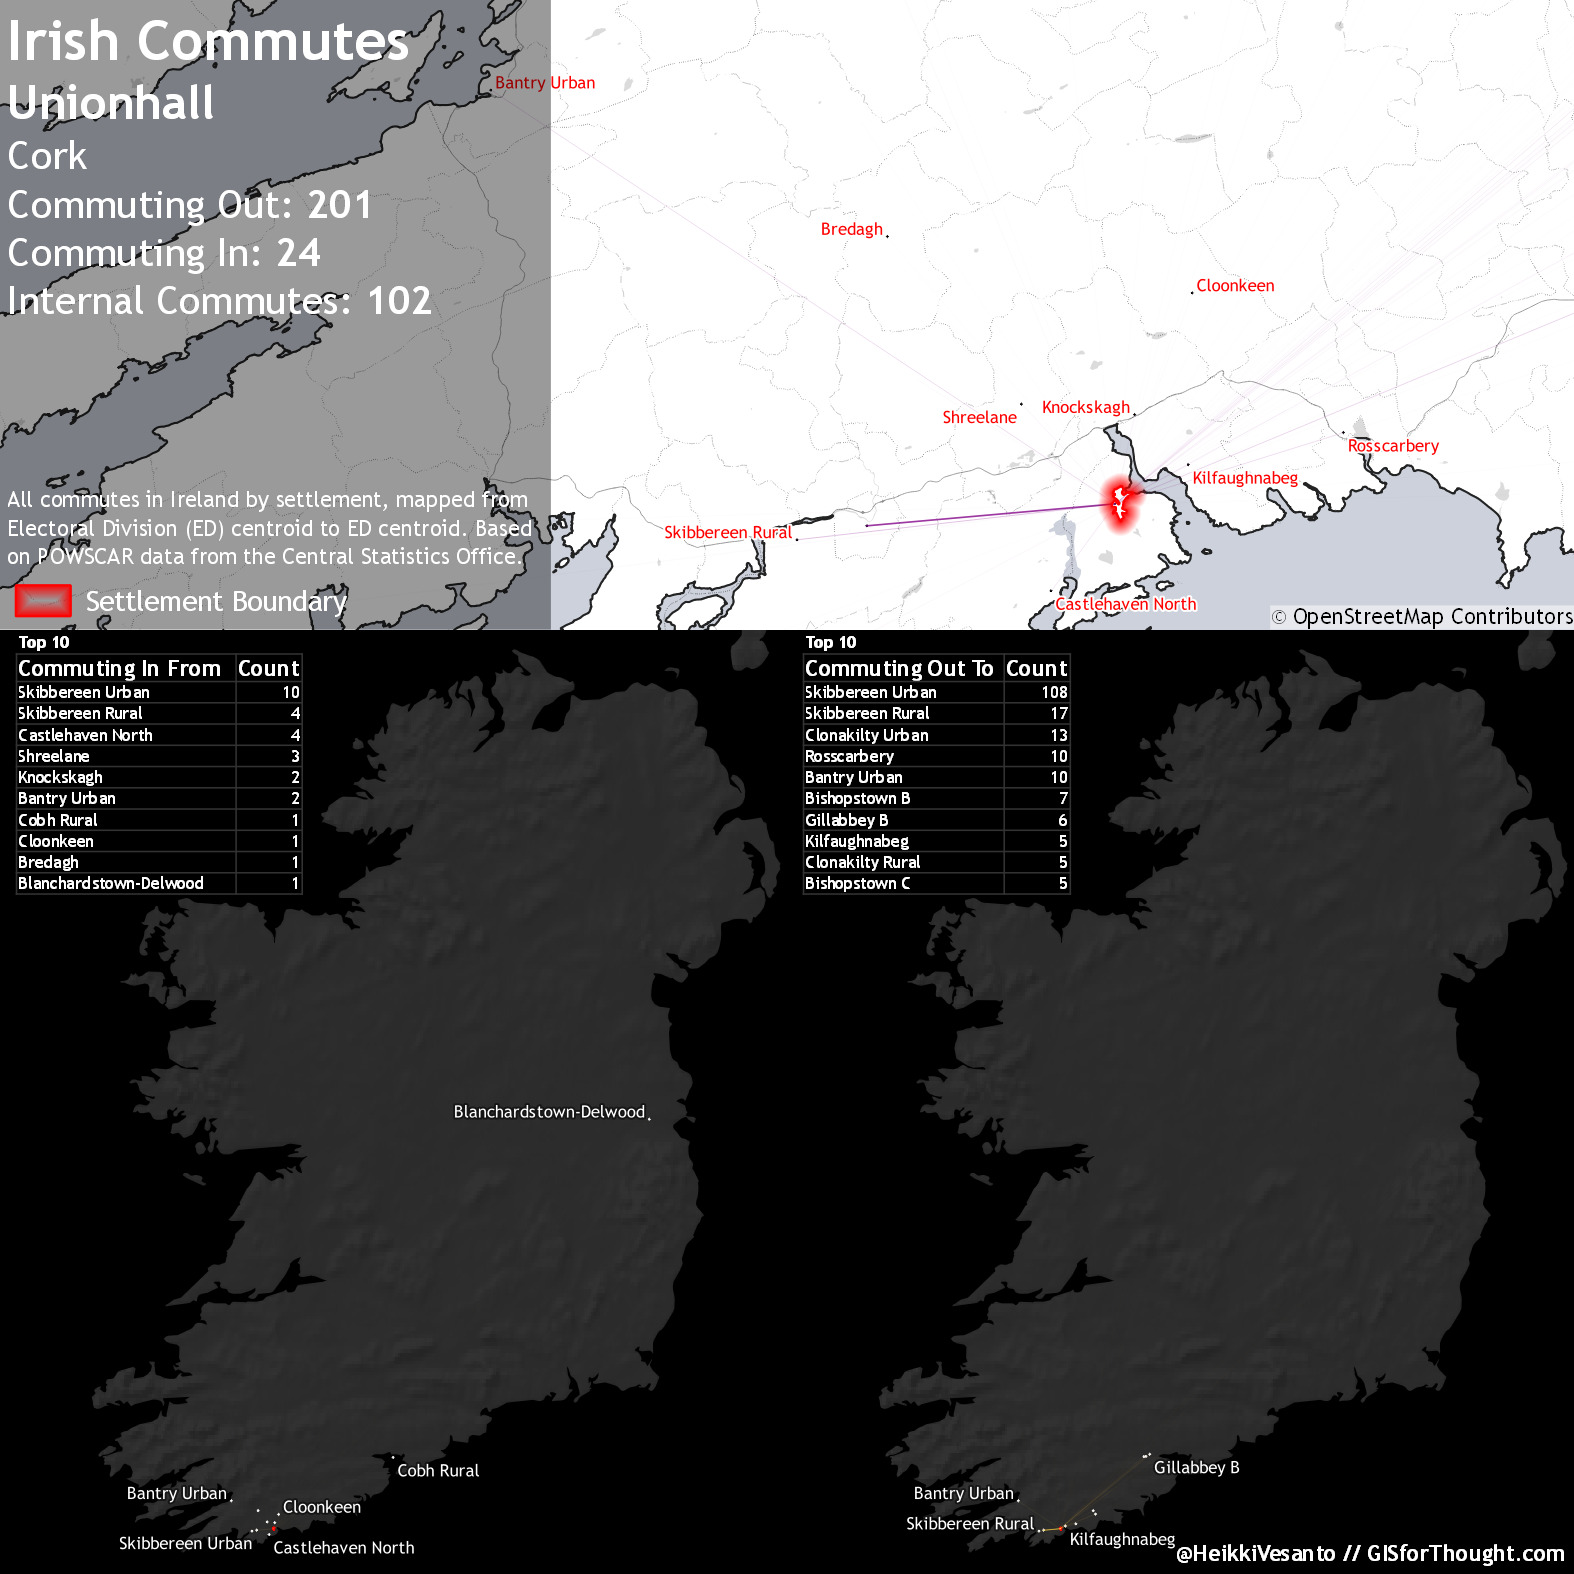 Irish Commutes
Unionhall
Cork
Commuting Out: 201
Commuting In: 24
Internal Commutes: 102
All commutes in Ireland by settlement, mapped from
Electoral Division (ED) centroid to ED centroid. Based
on POWSCAR data from the Central Statistics Office.
Settlement Boundary
Bantry Urban
Bredagh
Cloonkeen
Shreelane
Knockskagh
Rosscarbery
Kilfaughnabeg
Skibbereen Rural
Castlehaven North
© OpenStreetMap Contributors
Top 10
Commuting In From Count
Skibbereen Urban 10
Skibbereen Rural 4
Castlehaven North 4
Shreelane 3
Knockskagh 2
Bantry Urban 2
Cobh Rural 1
Cloonkeen 1
Bredagh 1
Blanchardstown-Delwood 1
Blanchardstown-Delwood
Cobh Rural
Bantry Urban
Cloonkeen
Skibbereen Urban
Castlehaven North
Top 10
Commuting Out To Count
Skibbereen Urban 108
Skibbereen Rural 17
Clonakilty Urban 13
Rosscarbery 10
Bantry Urban 10
Bishopstown B 7
Gillabbey B 6
Kilfaughnabeg 5
Clonakilty Rural 5
Bishopstown C 5
Gillabbey B
Bantry Urban
Skibbereen Rural
Kilfaughnabeg
@HeikkiVesanto // GISforThought.com